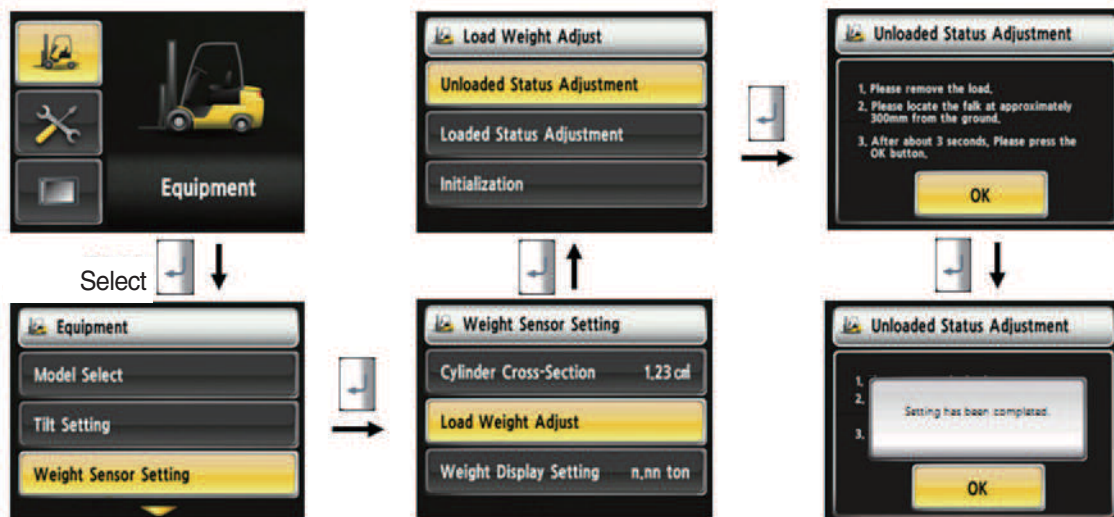 Equipment
Select
Equipment
Model Select
Tilt Setting
Weight Sensor Setting
Weight Sensor Setting
Cylinder Cross-Section 1.23 ㎠
Load Weight Adjust
Weight Display Setting n.nn ton
Load Weight Adjust
Unloaded Status Adjustment
Loaded Status Adjustment
Initialization
Unloaded Status Adjustment
1. Please remove the load.
2. Please locate the falk at approximately
300mm from the ground.
3. After about 3 seconds, Please press the
OK button.
OK
Unloaded Status Adjustment
1.
2.
3.
Setting has been completed.
OK